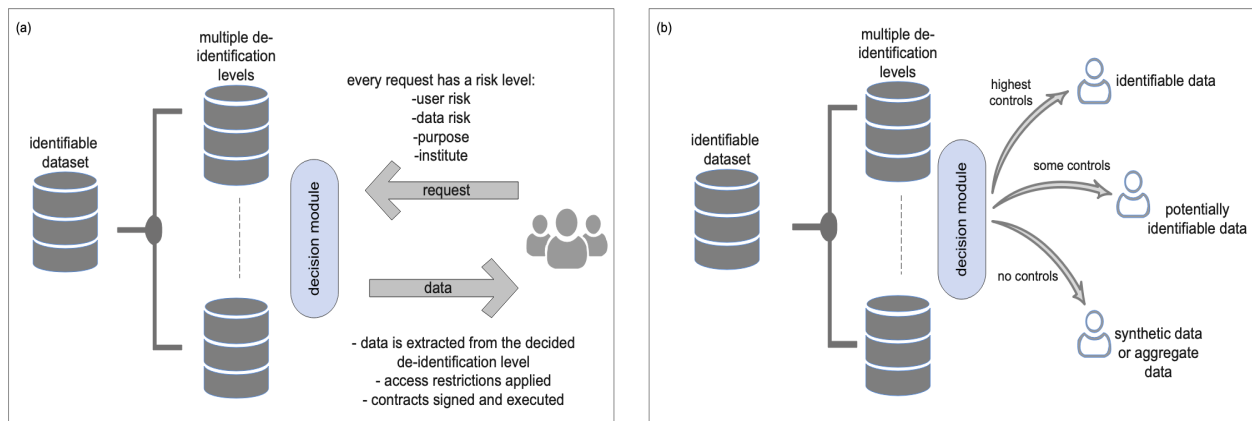 (a)
multiple de-
identification
levels
identifiable
dataset
every request has a risk level:
-user risk
-data risk
-purpose
-institute
decision module
request
data
- data is extracted from the decided
de-identification level
- access restrictions applied
- contracts signed and executed
(b)
multiple de-
identification
levels
identifiable
dataset
decision module
highest
controls
identifiable data
some controls
potentially
identifiable data
no controls
synthetic data
or aggregate
data